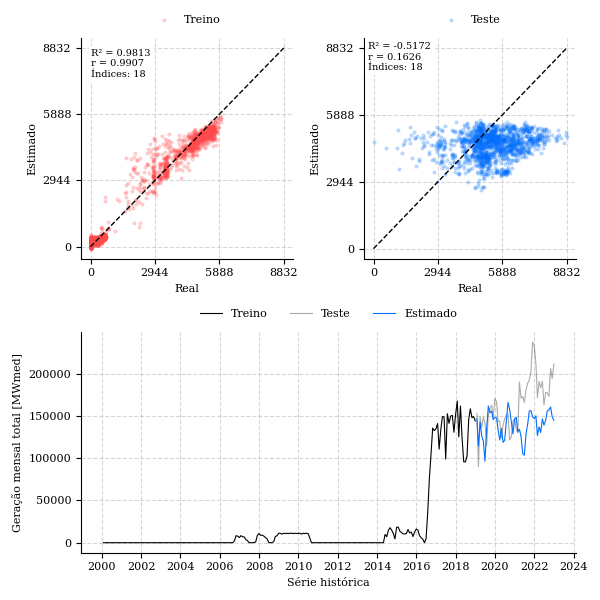 Treino
R² = 0.9813
r = 0.9907
Índices: 18
8832
5888
2944
0
Estimado
0 2944 5888 8832
Real
Teste
R² = -0.5172
r = 0.1626
Índices: 18
8832
5888
2944
0
Estimado
0 2944 5888 8832
Real
Treino Teste Estimado
200000
150000
100000
50000
0
Geração mensal total [MWmed]
2000 2002 2004 2006 2008 2010 2012 2014 2016 2018 2020 2022 2024
Série histórica